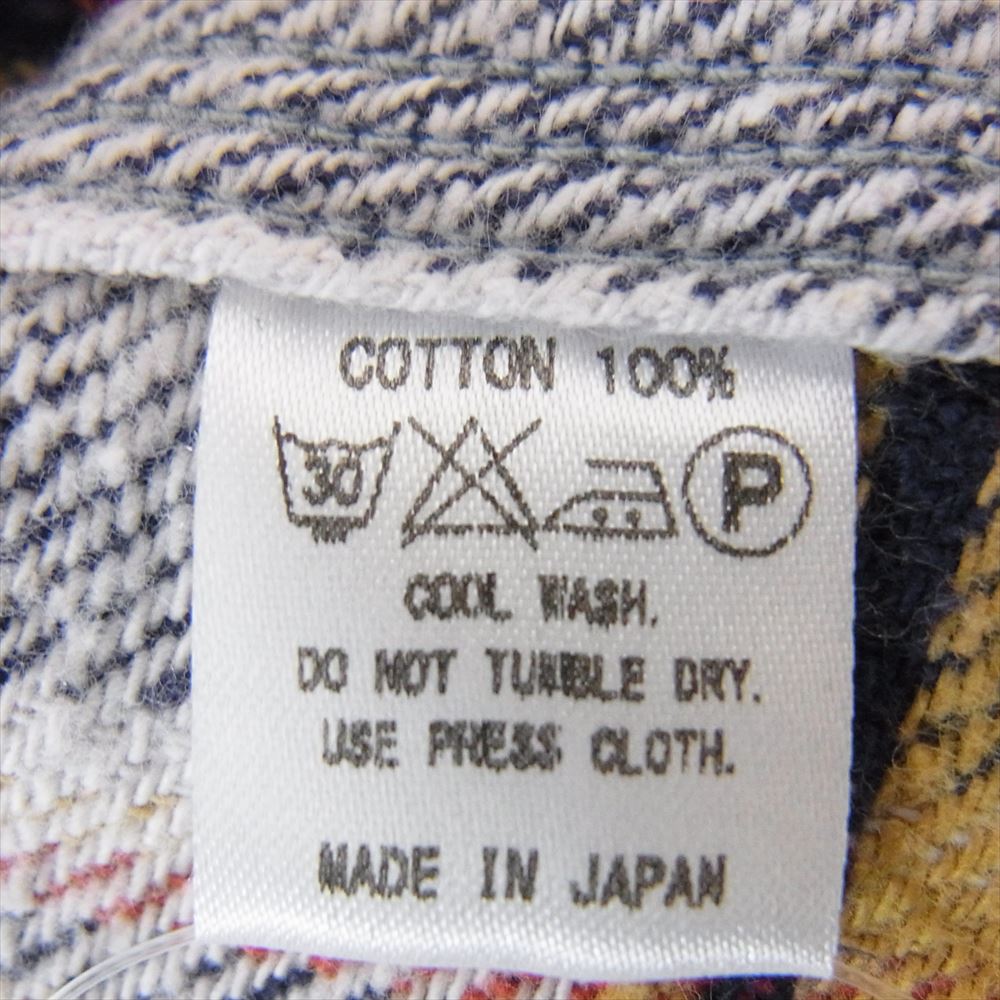 COTTON 100%
30 P
COOL WASH.
DO NOT TUMBLE DRY.
USE PRESS CLOTH.
MADE IN JAPAN